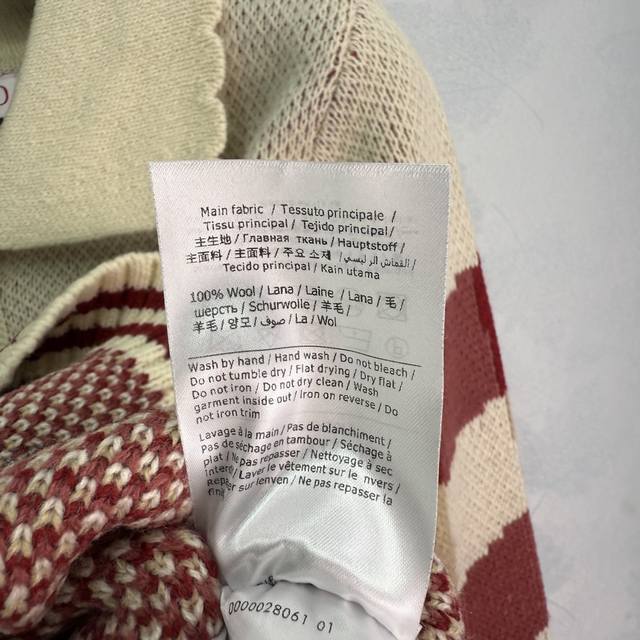 Main fabric / Tessuto principale /
Tissu principal / Tejido principal/
主生地 / Главная ткань / Hauptstoff /
主面料 / 主面料 / 주요 소재 / القماش الرئيسي /
Tecido principal / Kain utama
100% Wool / Lana / Laine / Lana / 毛 /
шерсть / Schurwolle / 羊毛 /
羊毛 / 양모 / صوف / La / Wol
Wash by hand / Hand wash / Do not bleach /
Do not tumble dry / Flat drying / Dry flat /
Do not iron / Do not dry clean / Wash
garment inside out / Iron on reverse / Do
not iron trim
Lavage à la main / Pas de blanchiment /
Pas de séchage en tambour / Séchage à
plat / Ne pas repasser / Nettoyage à sec
Laver le vêtement sur le nvers /
sur lenven / Ne pas repasser la
0000028061 01